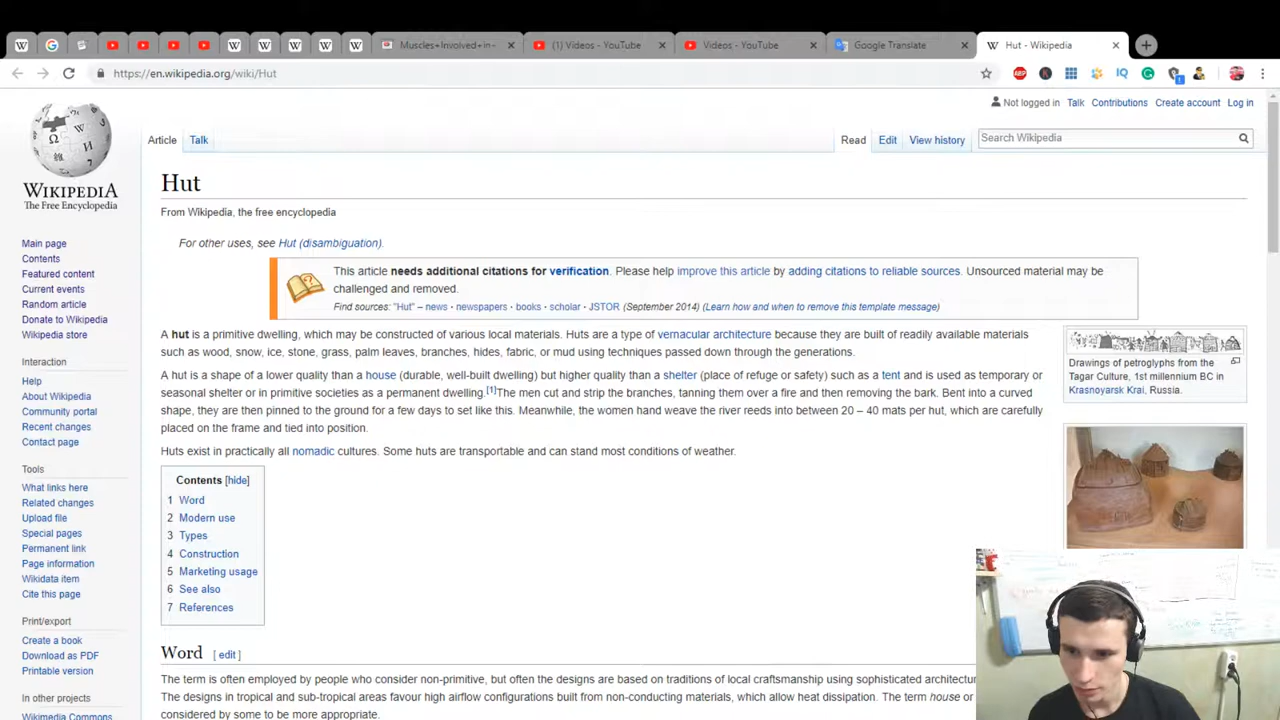 Muscles+Involved+in-
(1) Videos - YouTube
Videos - YouTube
Google Translate
Hut - Wikipedia
https://en.wikipedia.org/wiki/Hut
Not logged in Talk Contributions Create account Log in
Article Talk
Read Edit View history
Search Wikipedia
WIKIPEDIA
The Free Encyclopedia
Main page
Contents
Featured content
Current events
Random article
Donate to Wikipedia
Wikipedia store
Interaction
Help
About Wikipedia
Community portal
Recent changes
Contact page
Tools
What links here
Related changes
Upload file
Special pages
Permanent link
Page information
Wikidata item
Cite this page
Print/export
Create a book
Download as PDF
Printable version
In other projects
Wikimedia Commons
Hut
From Wikipedia, the free encyclopedia
For other uses, see Hut (disambiguation).
This article needs additional citations for verification. Please help improve this article by adding citations to reliable sources. Unsourced material may be
challenged and removed.
Find sources: "Hut" – news · newspapers · books · scholar · JSTOR (September 2014) (Learn how and when to remove this template message)
A hut is a primitive dwelling, which may be constructed of various local materials. Huts are a type of vernacular architecture because they are built of readily available materials
such as wood, snow, ice, stone, grass, palm leaves, branches, hides, fabric, or mud using techniques passed down through the generations.
A hut is a shape of a lower quality than a house (durable, well-built dwelling) but higher quality than a shelter (place of refuge or safety) such as a tent and is used as temporary or
seasonal shelter or in primitive societies as a permanent dwelling.[1]The men cut and strip the branches, tanning them over a fire and then removing the bark. Bent into a curved
shape, they are then pinned to the ground for a few days to set like this. Meanwhile, the women hand weave the river reeds into between 20 – 40 mats per hut, which are carefully
placed on the frame and tied into position.
Huts exist in practically all nomadic cultures. Some huts are transportable and can stand most conditions of weather.
Drawings of petroglyphs from the
Tagar Culture, 1st millennium BC in
Krasnoyarsk Krai, Russia.
Contents [hide]
1 Word
2 Modern use
3 Types
4 Construction
5 Marketing usage
6 See also
7 References
Word [ edit ]
The term is often employed by people who consider non-primitive, but often the designs are based on traditions of local craftsmanship using sophisticated
The designs in tropical and sub-tropical areas favour high airflow configurations built from non-conducting materials, which allow heat dissipation. The term house or
considered by some to be more appropriate.